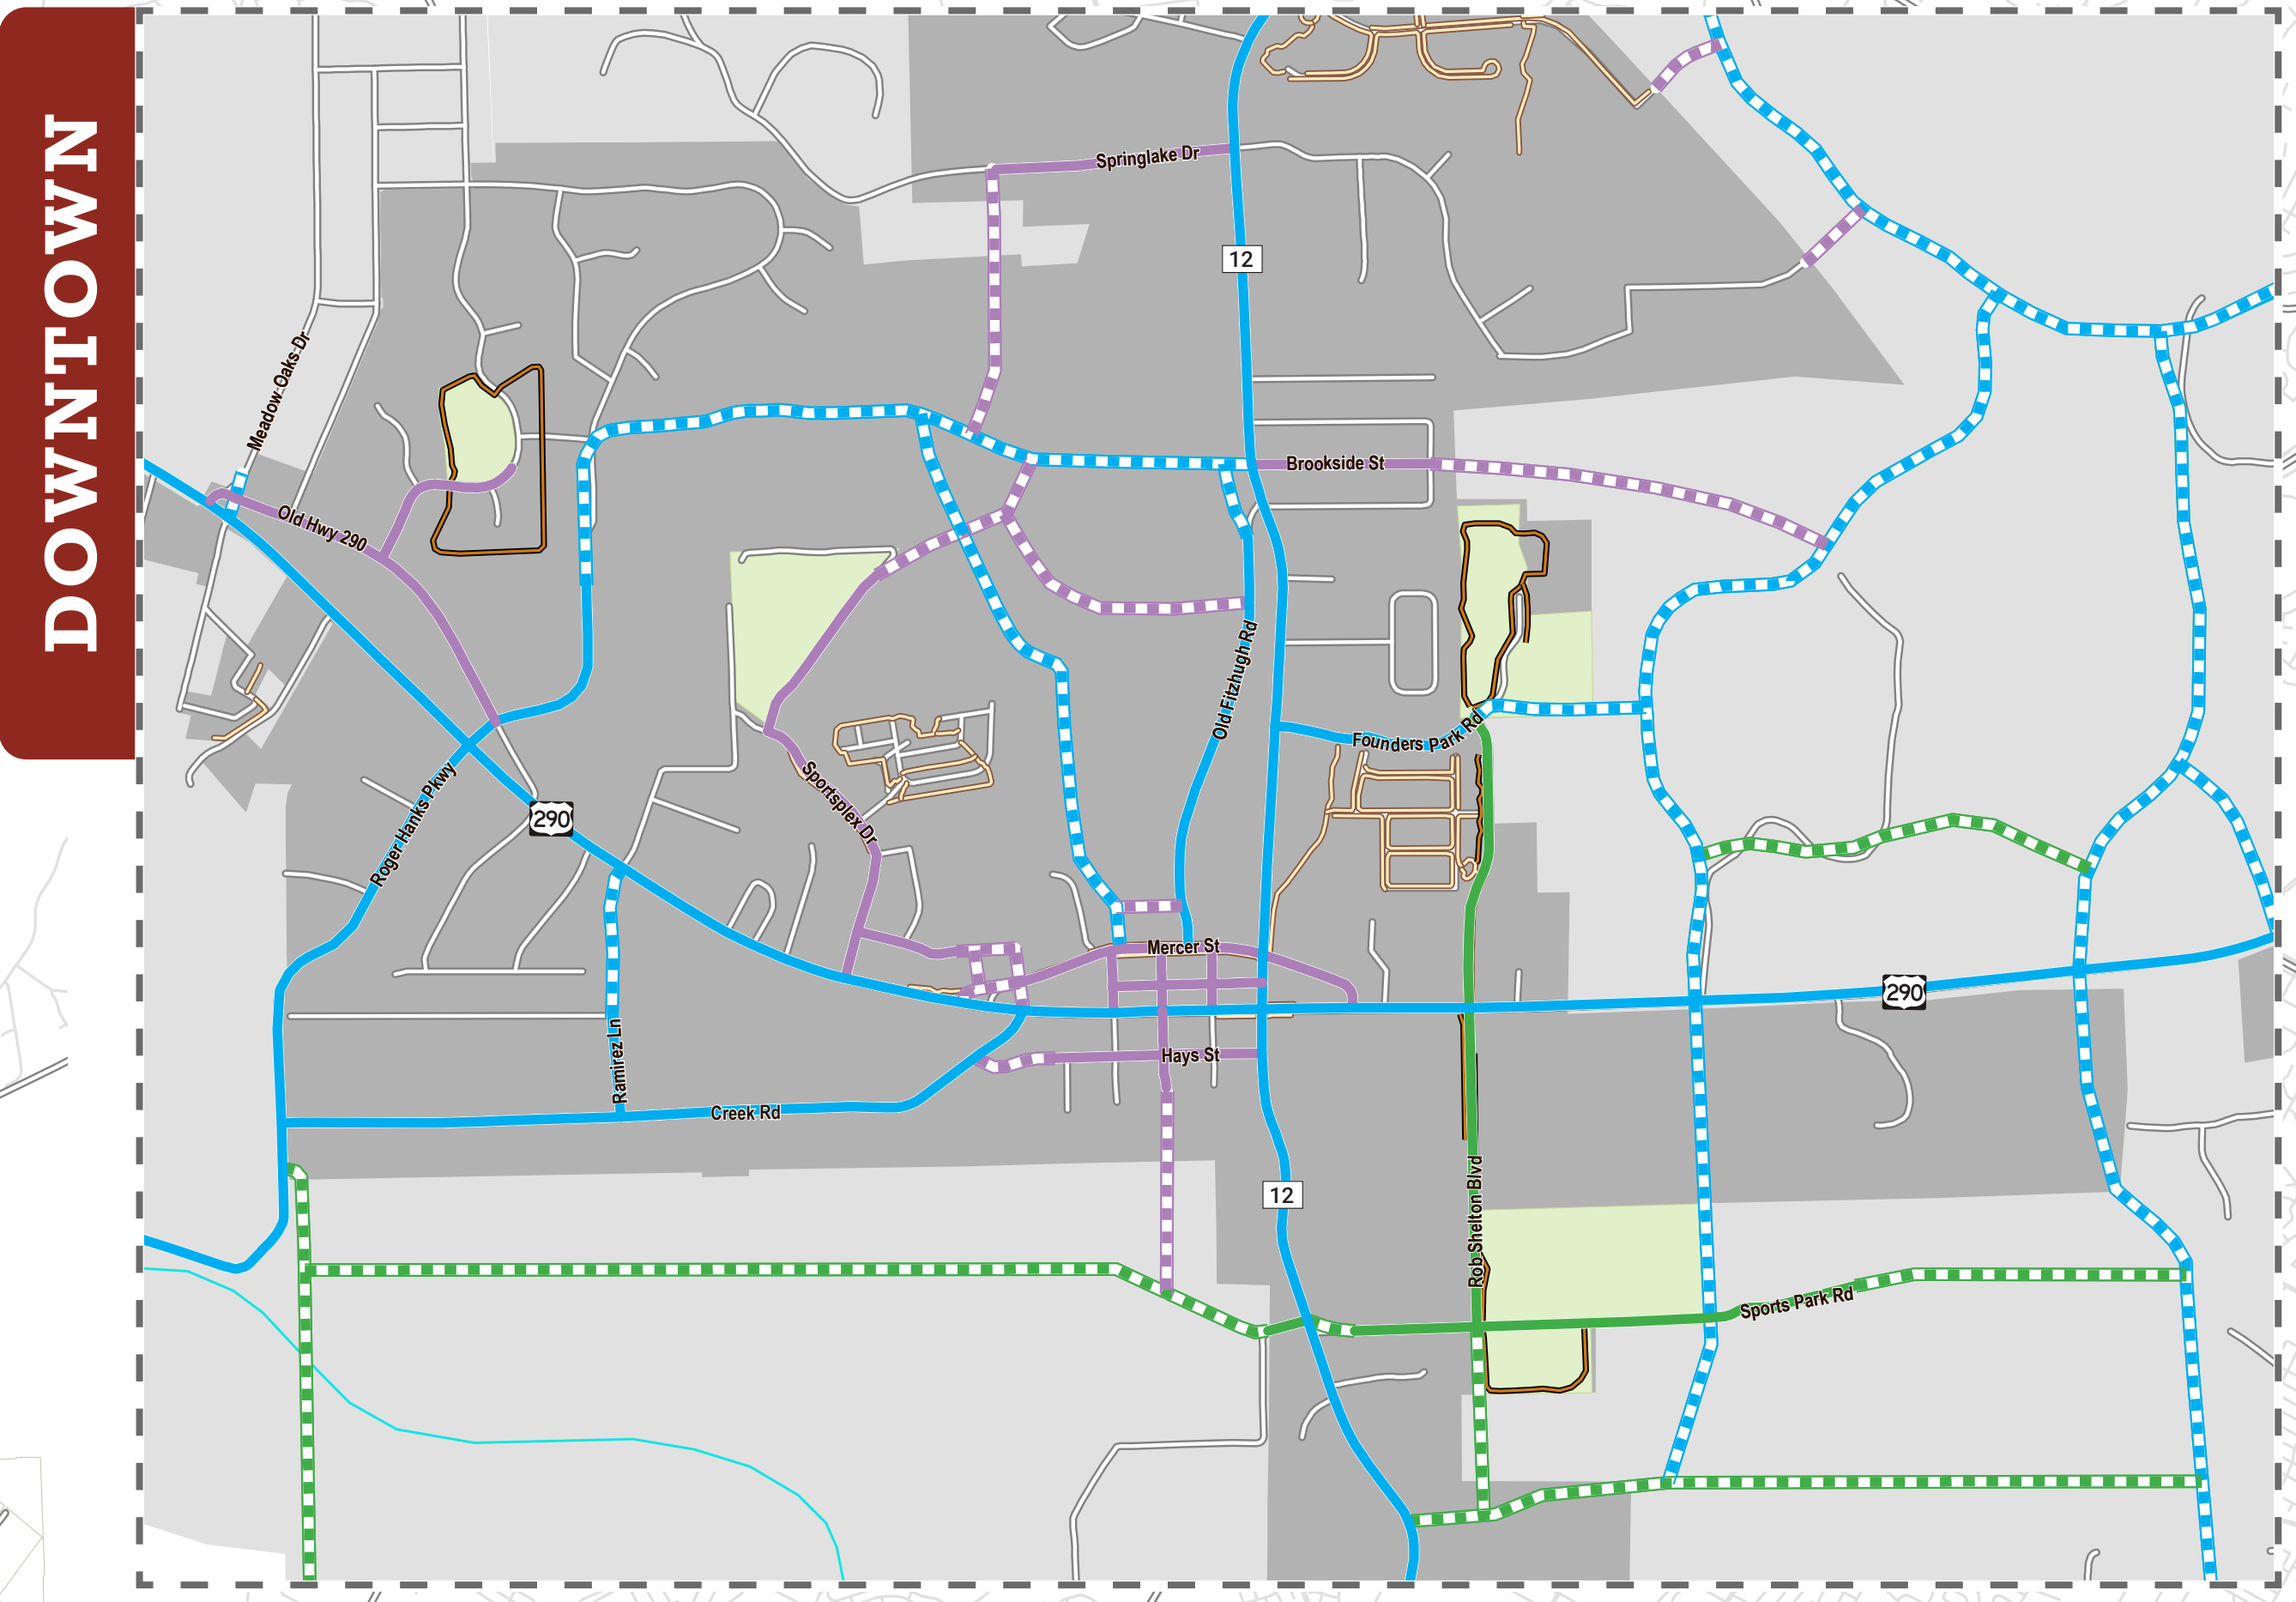 DOWNTOWN
Springlake Dr
12
Meadow Oaks Dr
Brookside St
Old Hwy 290
Old Fitzhugh Rd
Founders Park Rd
Sportsplex Dr
Roger Hanks Pkwy
290
Mercer St
290
Hays St
Ramirez Ln
Creek Rd
12
Rob Shelton Blvd
Sports Park Rd